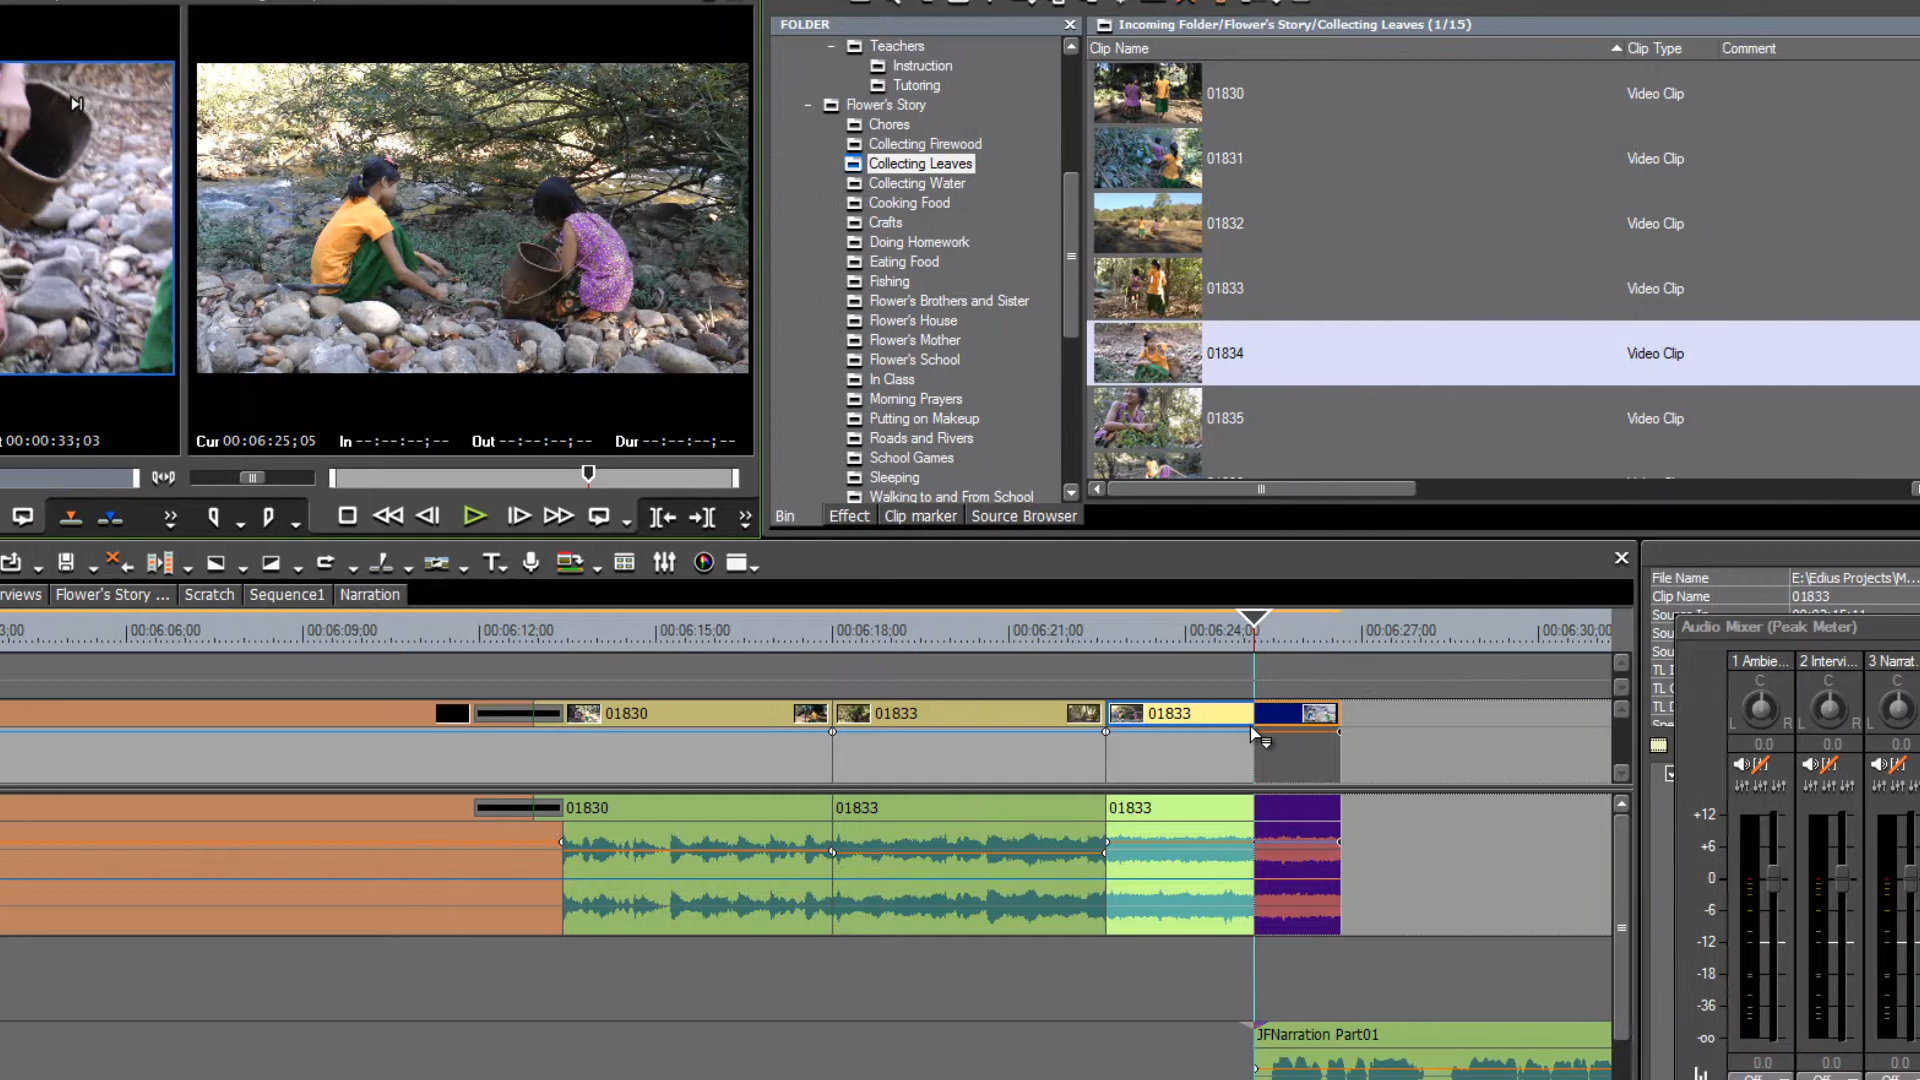 FOLDER
Teachers
Instruction
Tutoring
Flower's Story
Chores
Collecting Firewood
Collecting Leaves
Collecting Water
Cooking Food
Crafts
Doing Homework
Eating Food
Fishing
Flower's Brothers and Sister
Flower's House
Flower's Mother
Flower's School
In Class
Morning Prayers
Putting on Makeup
Roads and Rivers
School Games
Sleeping
Walking to and From School
Bin Effect Clip marker Source Browser
Incoming Folder/Flower's Story/Collecting Leaves (1/15)
Clip Name Clip Type Comment
01830 Video Clip
01831 Video Clip
01832 Video Clip
01833 Video Clip
01834 Video Clip
01835 Video Clip
00:00:33;03
Cur 00:06:25;05 In --:--:--;-- Out --:--:--;-- Dur --:--:--;--
rviews Flower's Story ... Scratch Sequence1 Narration
3;00 00:06:06;00 00:06:09;00 00:06:12;00 00:06:15;00 00:06:18;00 00:06:21;00 00:06:24;00 00:06:27;00 00:06:30;00
01830 01833 01833
01830 01833 01833
JFNarration Part01
File Name E:\Edius Projects\M...
Clip Name 01833
Audio Mixer (Peak Meter)
Sou
TL I
TL D
1 Ambie... 2 Intervi... 3 Narrat.
C C C
L R L R L R
0.0 0.0 0.0
+12
+6
0
-6
-12
-18
-36
-oo
0.0 0.0 0.0